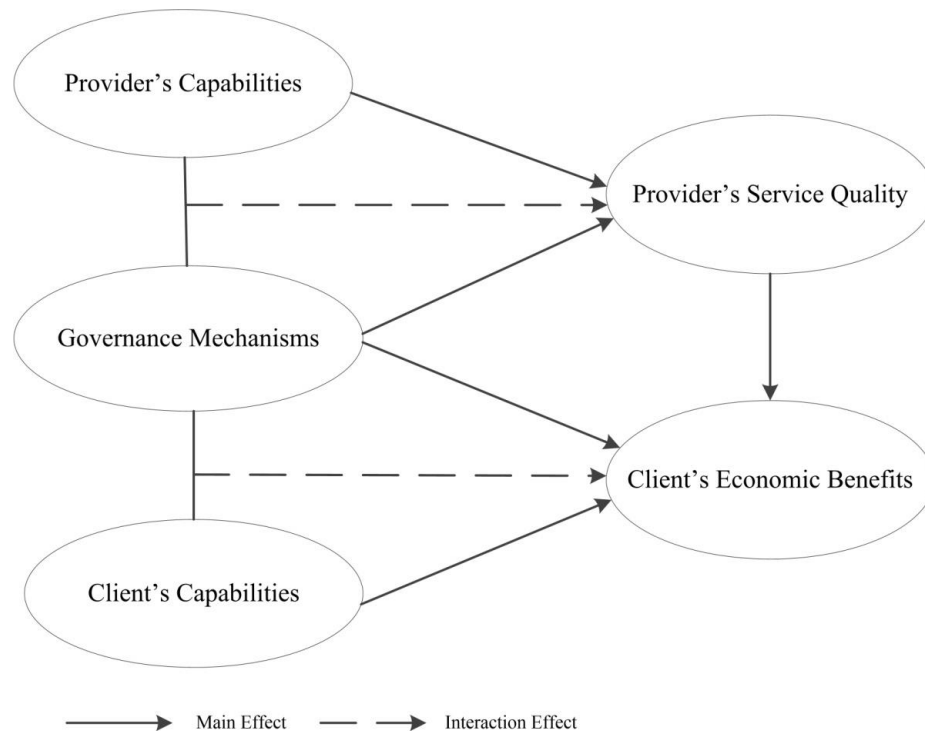 Provider’s Capabilities
Provider’s Service Quality
Governance Mechanisms
Client’s Economic Benefits
Client’s Capabilities
Main Effect
Interaction Effect